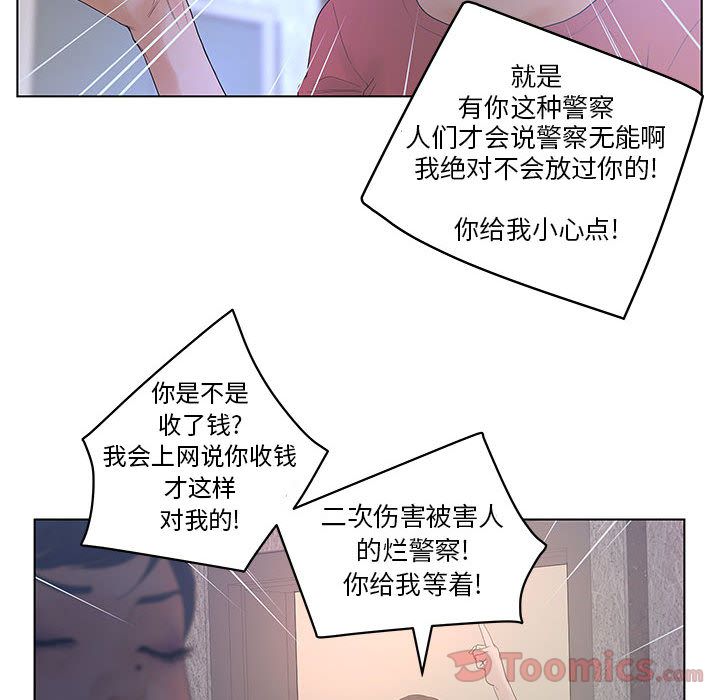 就是
有你这种警察
人们才会说警察无能啊
我绝对不会放过你的!
你给我小心点!
你是不是
收了钱?
我会上网说你收钱
才这样
对我的!
二次伤害被害人
的烂警察!
你给我等着!
Toomics.com